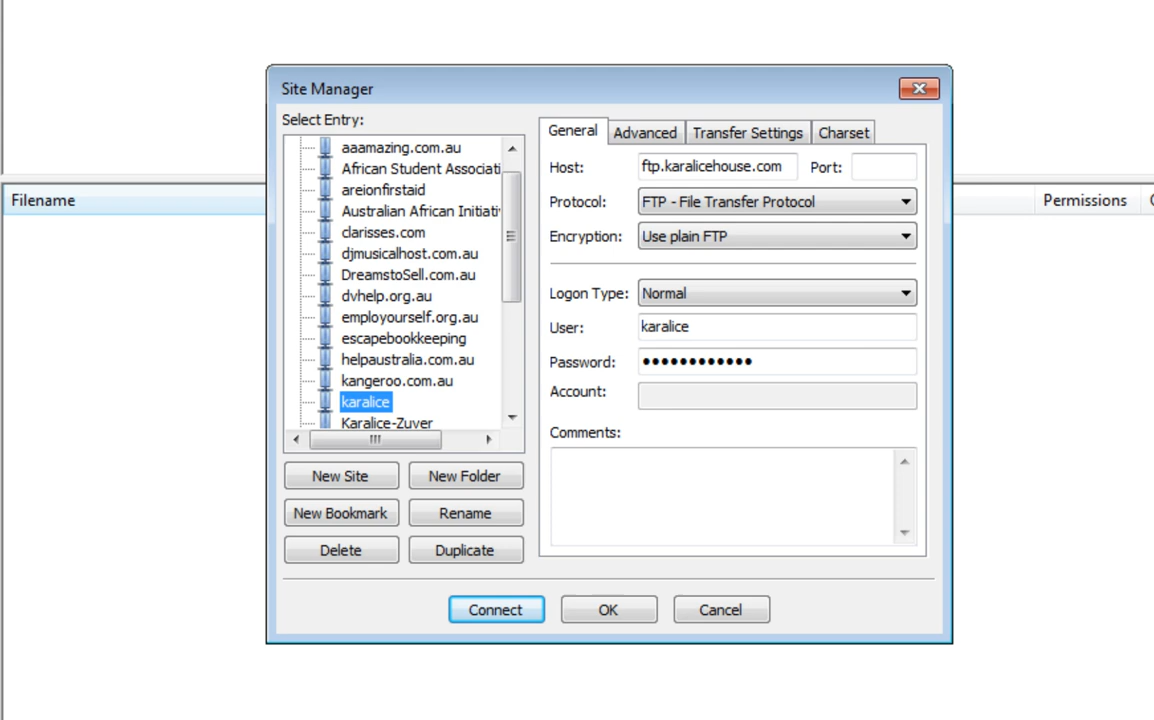 Site Manager
Select Entry:
aaamazing.com.au
African Student Associati
areionfirstaid
Australian African Initiati
clarisses.com
djmusicalhost.com.au
DreamstoSell.com.au
dvhelp.org.au
employourself.org.au
escapebookkeeping
helpaustralia.com.au
kangeroo.com.au
karalice
Karalice-Zuver
New Site New Folder
New Bookmark Rename
Delete Duplicate
General Advanced Transfer Settings Charset
Host: ftp.karalicehouse.com Port:
Protocol: FTP - File Transfer Protocol
Encryption: Use plain FTP
Logon Type: Normal
User: karalice
Password: ●●●●●●●●●●●●
Account:
Comments:
Connect OK Cancel
Filename
Permissions